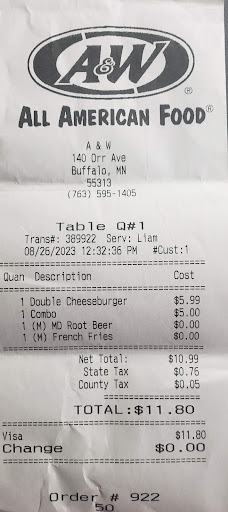 A&W
®
ALL AMERICAN FOOD®
A & W
140 Orr Ave
Buffalo, MN
55313
(763) 595-1405
Table Q#1
Trans#: 389922 Serv: Liam
08/26/2023 12:32:36 PM #Cust:1
Quan Description Cost
1 Double Cheeseburger $5.99
1 Combo $5.00
1 (M) MD Root Beer $0.00
1 (M) French Fries $0.00
Net Total: $10.99
State Tax $0.76
County Tax $0.05
TOTAL:$11.80
Visa $11.80
Change $0.00
Order # 922
50